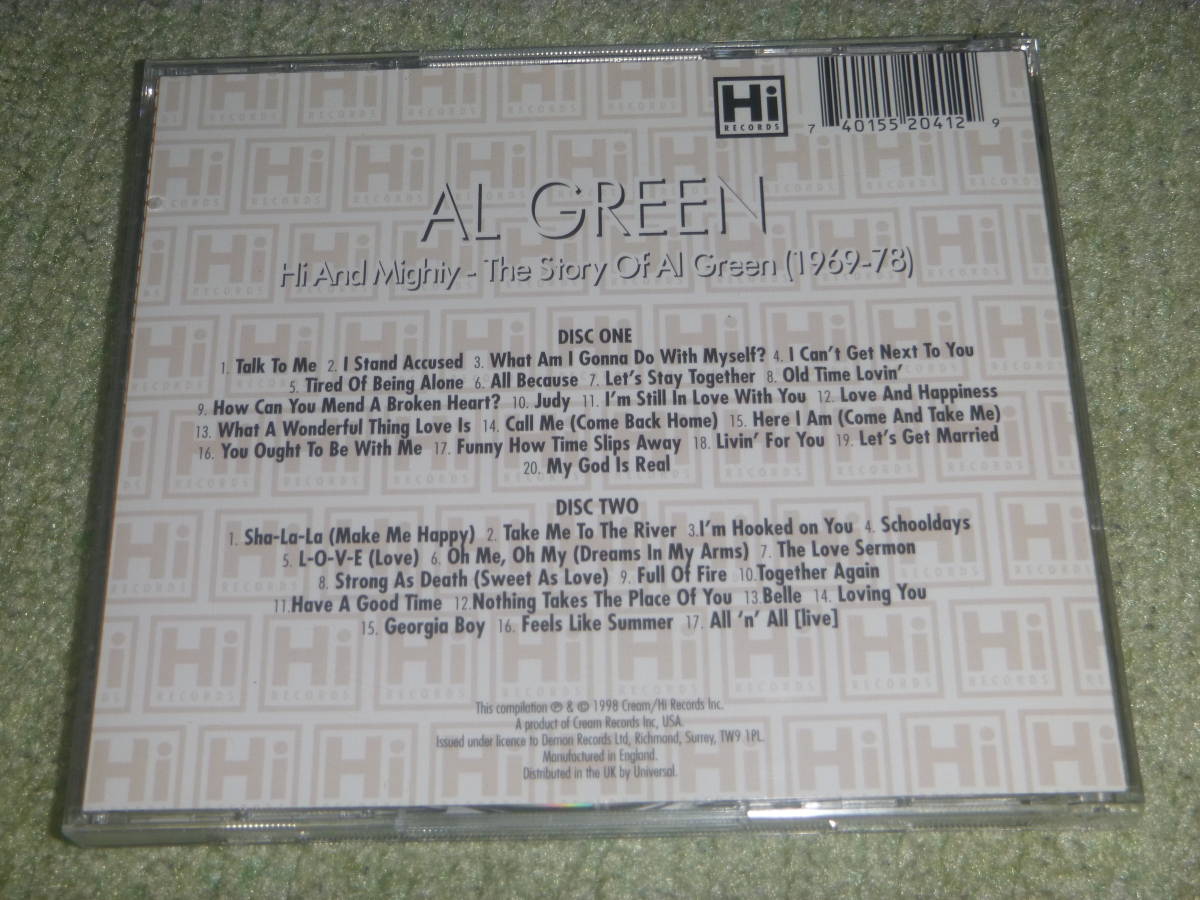 Hi
RECORDS
7 40155 20412 9
AL GREEN
Hi And Mighty - The Story Of Al Green (1969-78)
DISC ONE
1. Talk To Me 2. I Stand Accused 3. What Am I Gonna Do With Myself? 4. I Can't Get Next To You
5. Tired Of Being Alone 6. All Because 7. Let's Stay Together 8. Old Time Lovin'
9. How Can You Mend A Broken Heart? 10. Judy 11. I'm Still In Love With You 12. Love And Happiness
13. What A Wonderful Thing Love Is 14. Call Me (Come Back Home) 15. Here I Am (Come And Take Me)
16. You Ought To Be With Me 17. Funny How Time Slips Away 18. Livin' For You 19. Let's Get Married
20. My God Is Real
DISC TWO
1. Sha-La-La (Make Me Happy) 2. Take Me To The River 3.I'm Hooked on You 4. Schooldays
5. L-O-V-E (Love) 6. Oh Me, Oh My (Dreams In My Arms) 7. The Love Sermon
8. Strong As Death (Sweet As Love) 9. Full Of Fire 10.Together Again
11.Have A Good Time 12.Nothing Takes The Place Of You 13.Belle 14. Loving You
15. Georgia Boy 16. Feels Like Summer 17. All 'n' All [live]
This compilation ℗ & © 1998 Cream/Hi Records Inc.
A product of Cream Records Inc, USA.
Issued under licence to Demon Records Ltd, Richmond, Surrey, TW9 1PL.
Manufactured in England.
Distributed in the UK by Universal.